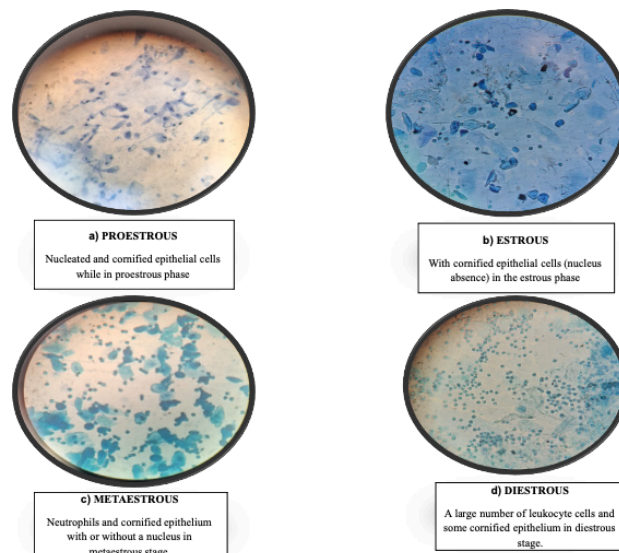 a) PROESTROUS
Nucleated and cornified epithelial cells
while in proestrous phase
b) ESTROUS
With cornified epithelial cells (nucleus
absence) in the estrous phase
c) METAESTROUS
Neutrophils and cornified epithelium
with or without a nucleus in
metaestrous stage
d) DIESTROUS
A large number of leukocyte cells and
some cornified epithelium in diestrous
stage.